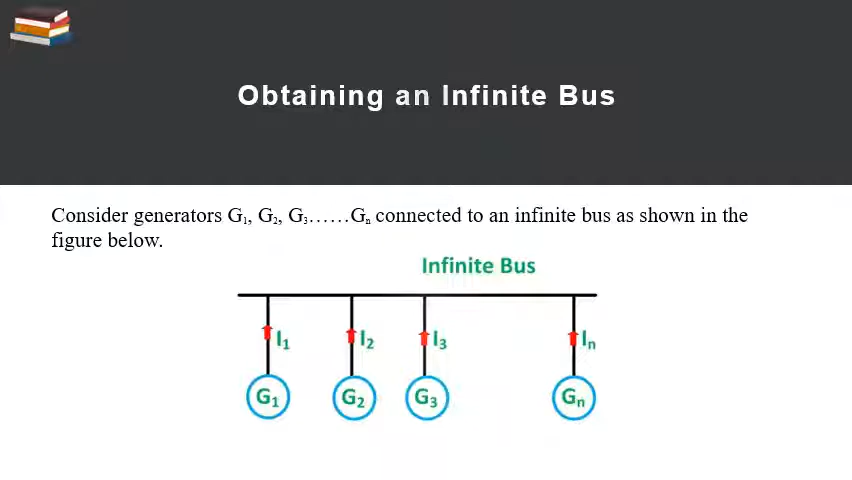 Obtaining an Infinite Bus
Consider generators G₁, G₂, G₃……Gₙ connected to an infinite bus as shown in the
figure below.
Infinite Bus
I₁ I₂ I₃ Iₙ
G₁ G₂ G₃ Gₙ